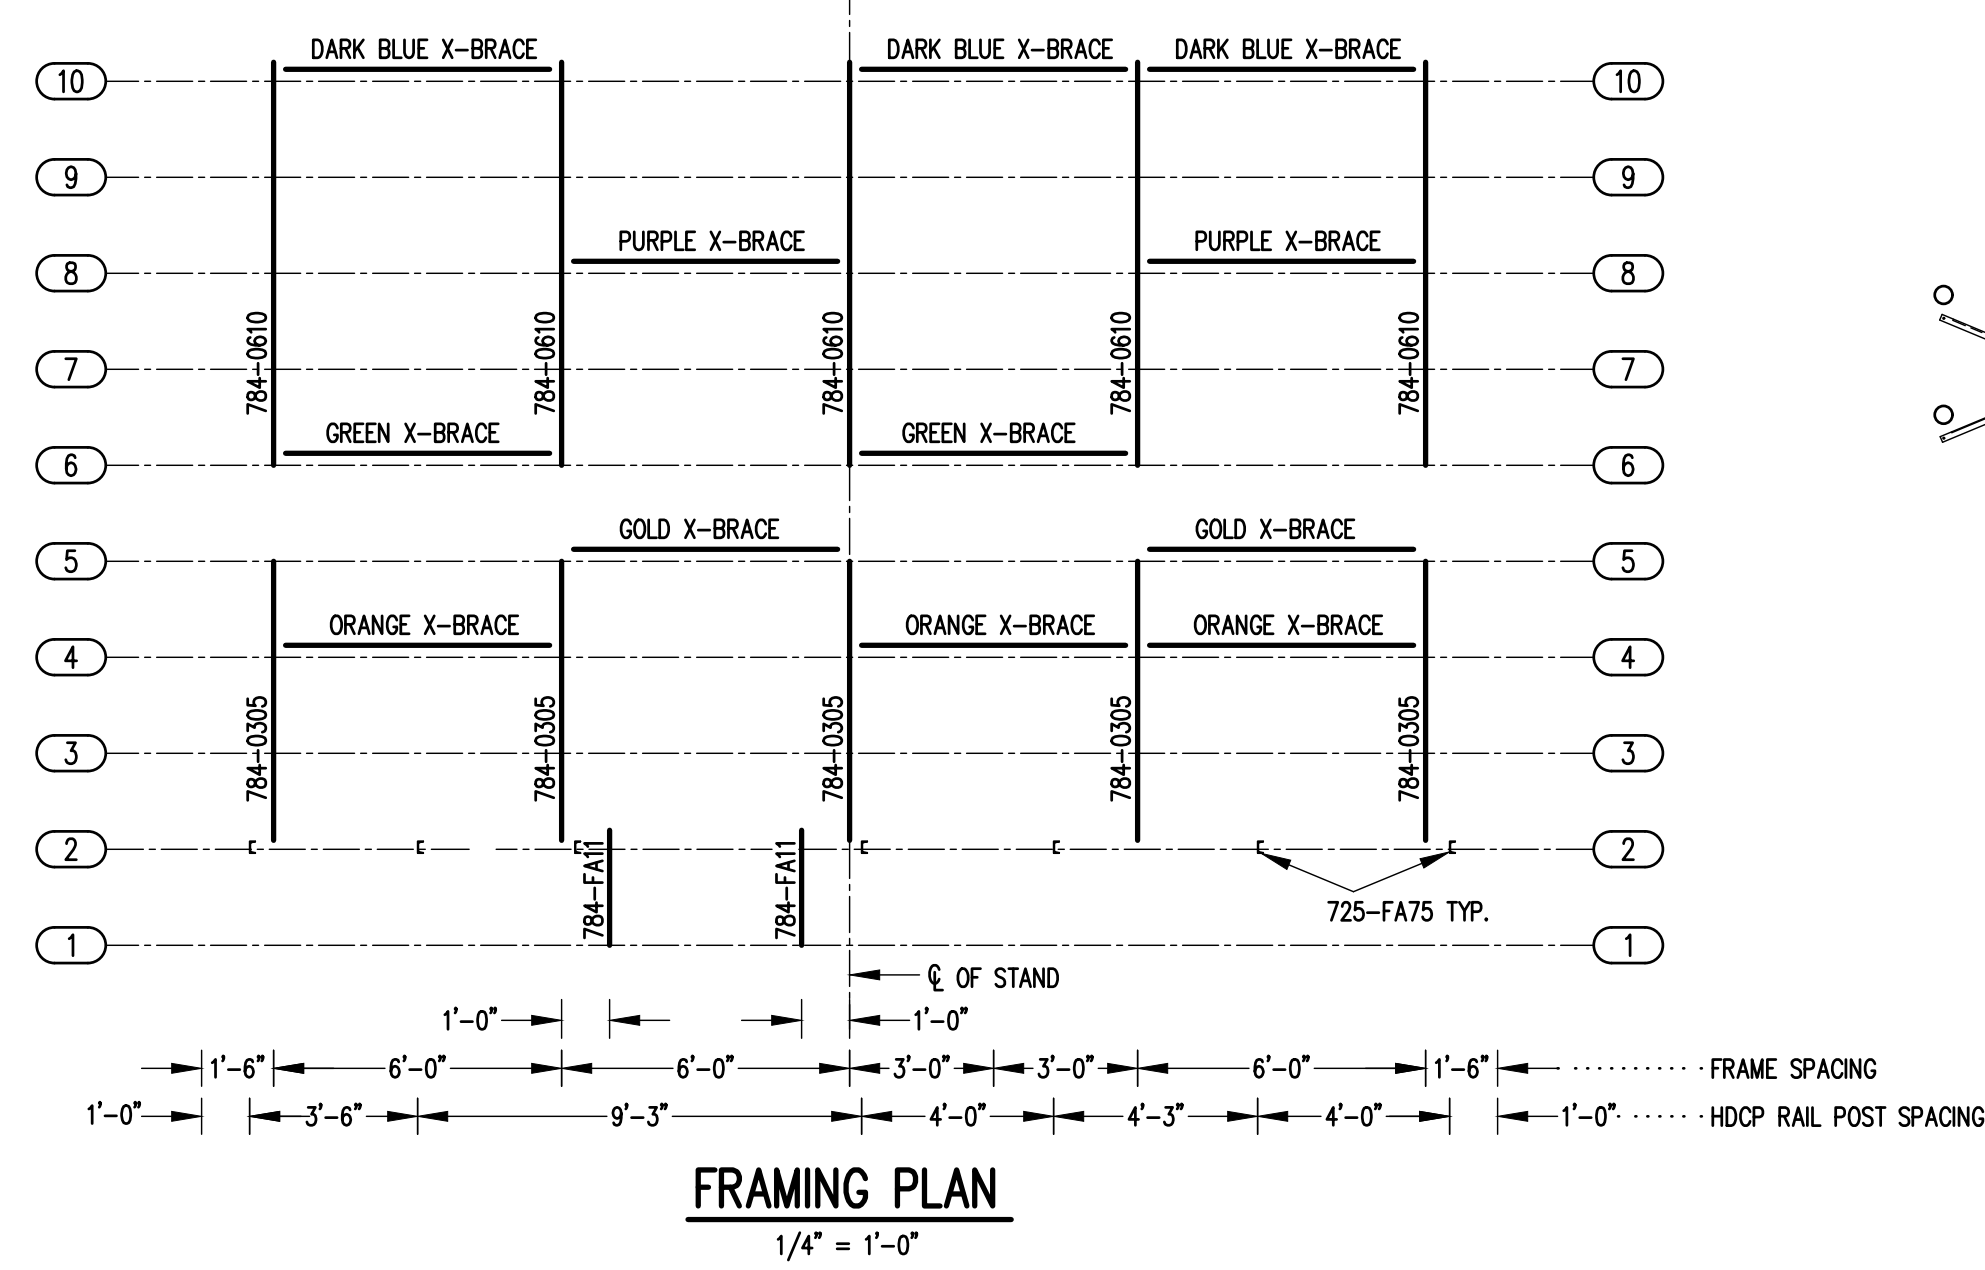 DARK BLUE X-BRACE DARK BLUE X-BRACE DARK BLUE X-BRACE
10 10
9 9
PURPLE X-BRACE PURPLE X-BRACE
8 8
784-0610 784-0610 784-0610 784-0610 784-0610
7 7
GREEN X-BRACE GREEN X-BRACE
6 6
GOLD X-BRACE GOLD X-BRACE
5 5
ORANGE X-BRACE ORANGE X-BRACE ORANGE X-BRACE
4 4
784-0305 784-0305 784-0305 784-0305 784-0305
3 3
2 2
784-FA11 784-FA11
725-FA75 TYP.
1 1
℄ OF STAND
1'-0" 1'-0"
1'-6" 6'-0" 6'-0" 3'-0" 3'-0" 6'-0" 1'-6" FRAME SPACING
1'-0" 3'-6" 9'-3" 4'-0" 4'-3" 4'-0" 1'-0" HDCP RAIL POST SPACING
FRAMING PLAN
1/4" = 1'-0"